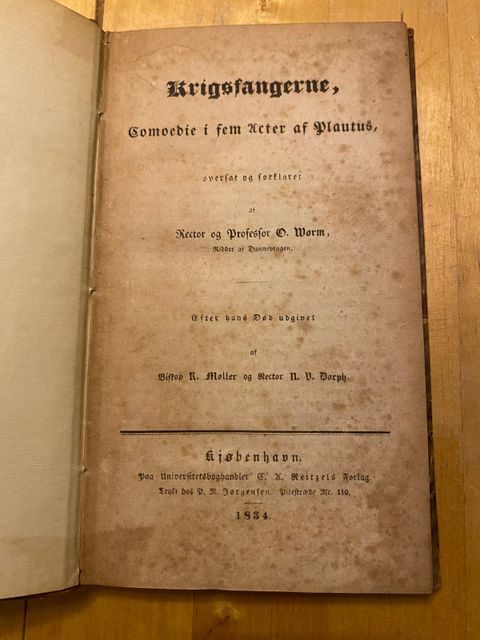 Krigsfangerne,
Comoedie i fem Acter af Plautus,
oversat og forklaret
af
Rector og Professor O. Worm,
Ridder af Dannebrogen.
Efter hans Død udgivet
af
Biskop R. Møller og Rector N. V. Dorph.
Kjøbenhavn.
Paa Universitetsboghandler C. A. Reitzels Forlag.
Trykt hos P. N. Jørgensen. Pilestræde Nr. 110.
1834.